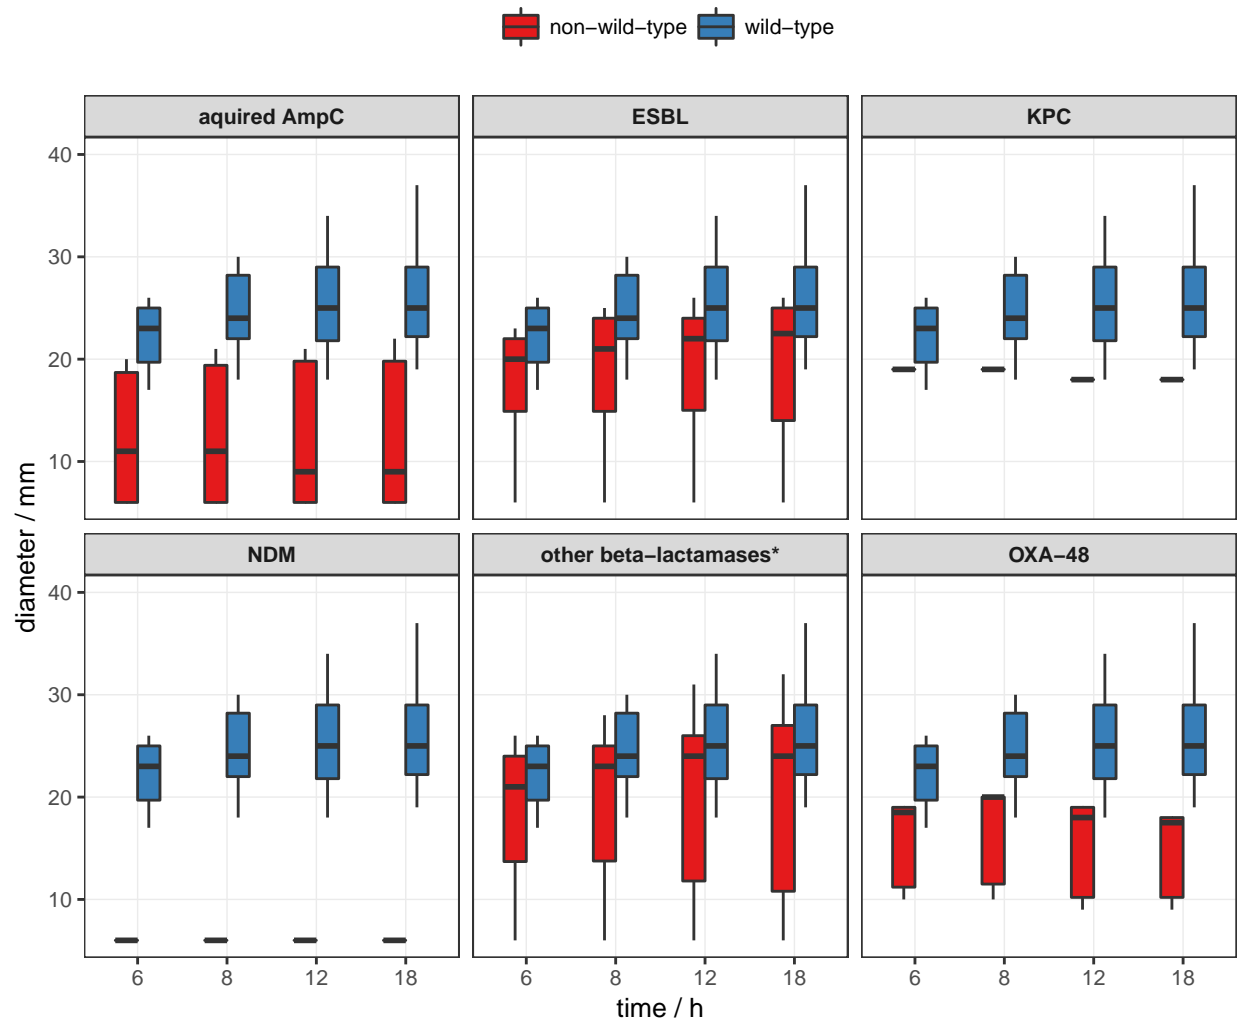 non−wild−type wild−type
aquired AmpC ESBL KPC
40
30
20
10
NDM other beta−lactamases* OXA−48
40
30
20
10
diameter / mm
6 8 12 18 6 8 12 18 6 8 12 18
time / h